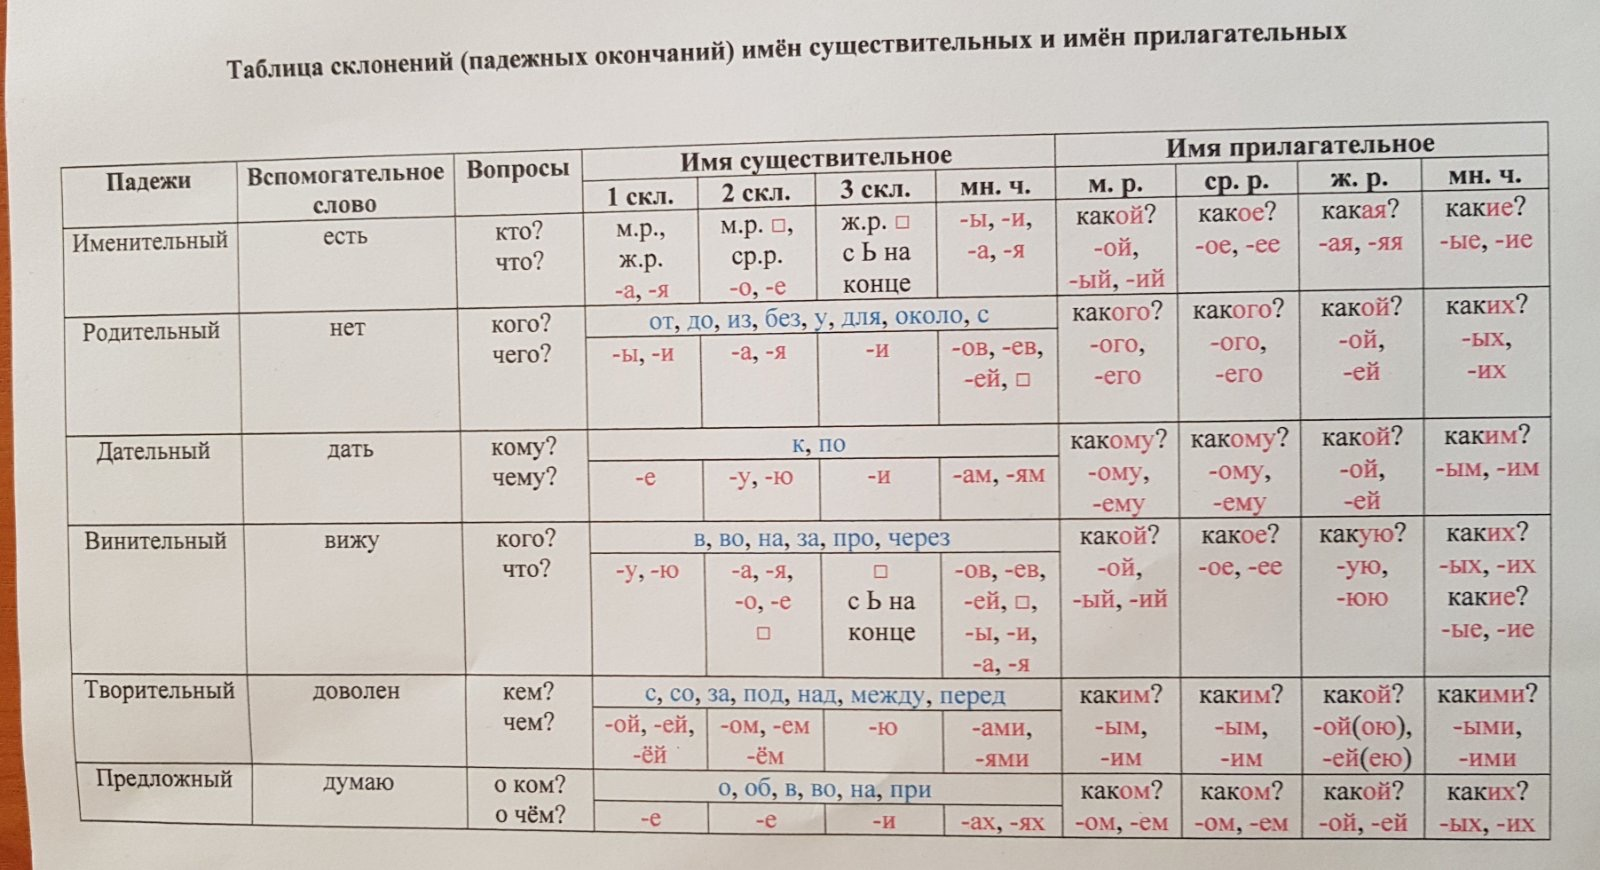 Таблица склонений (падежных окончаний) имён существительных и имён прилагательных
Падежи Вспомогательное слово Вопросы Имя существительное Имя прилагательное
1 скл. 2 скл. 3 скл. мн. ч. м. р. ср. р. ж. р. мн. ч.
Именительный есть кто? м.р., м.р. □, ж.р. □ -ы, -и, какой? какое? какая? какие?
что? ж.р. ср.р. с Ь на -а, -я -ой, -ое, -ее -ая, -яя -ые, -ие
-а, -я -о, -е конце -ый, -ий
Родительный нет кого? от, до, из, без, у, для, около, с какого? какого? какой? каких?
чего? -ы, -и -а, -я -и -ов, -ев, -ого, -ого, -ой, -ых,
-ей, □ -его -его -ей -их
Дательный дать кому? к, по какому? какому? какой? каким?
чему? -е -у, -ю -и -ам, -ям -ому, -ому, -ой, -ым, -им
-ему -ему -ей
Винительный вижу кого? в, во, на, за, про, через какой? какое? какую? каких?
что? -у, -ю -а, -я, □ -ов, -ев, -ой, -ое, -ее -ую, -ых, -их
-о, -е с Ь на -ей, □, -ый, -ий -юю какие?
□ конце -ы, -и, -ые, -ие
-а, -я
Творительный доволен кем? с, со, за, под, над, между, перед каким? каким? какой? какими?
чем? -ой, -ей, -ом, -ем -ю -ами, -ым, -ым, -ой(ою), -ыми,
-ёй -ём -ями -им -им -ей(ею) -ими
Предложный думаю о ком? о, об, в, во, на, при каком? каком? какой? каких?
о чём? -е -е -и -ах, -ях -ом, -ем -ом, -ем -ой, -ей -ых, -их